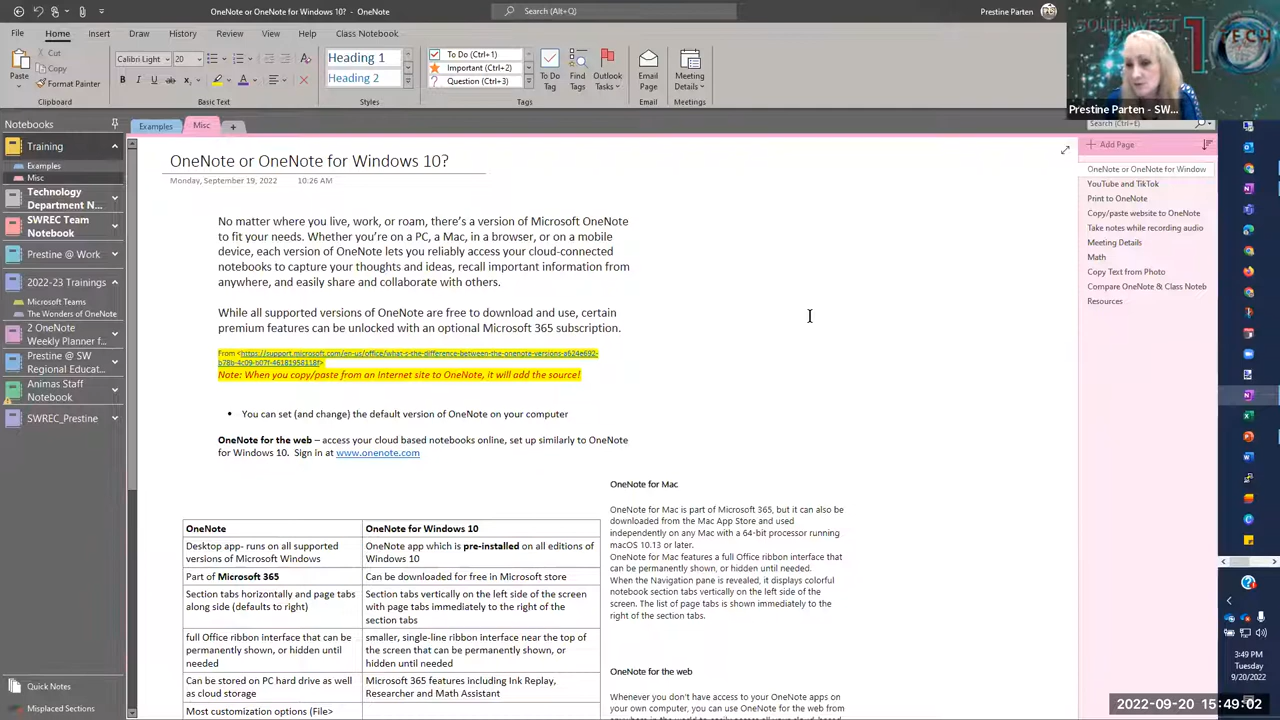 OneNote or OneNote for Windows 10? - OneNote
Search (Alt+Q)
Prestine Parten
File Home Insert Draw History Review View Help Class Notebook
Paste
Cut
Copy
Format Painter
Clipboard
Calibri Light 20
Basic Text
Heading 1
Heading 2
Styles
To Do (Ctrl+1)
Important (Ctrl+2)
Question (Ctrl+3)
Tags
To Do
Tag
Find
Tags
Outlook
Tasks
Email
Page
Email
Meeting
Details
Meetings
SOUTHWEST
1
TECH
Prestine Parten - SW...
Notebooks
Examples
Misc
Search (Ctrl+E)
Training
Examples
Misc
Technology
Department N...
SWREC Team
Notebook
Prestine @ Work
2022-23 Trainings
Microsoft Teams
The Wonders of OneNote
2 OneNote
Weekly Planner f...
Prestine @ SW
Regional Educat...
Animas Staff
Notebook
SWREC_Prestine
Quick Notes
Misplaced Sections
OneNote or OneNote for Windows 10?
Monday, September 19, 2022 10:26 AM
No matter where you live, work, or roam, there's a version of Microsoft OneNote
to fit your needs. Whether you're on a PC, a Mac, in a browser, or on a mobile
device, each version of OneNote lets you reliably access your cloud-connected
notebooks to capture your thoughts and ideas, recall important information from
anywhere, and easily share and collaborate with others.
While all supported versions of OneNote are free to download and use, certain
premium features can be unlocked with an optional Microsoft 365 subscription.
From <https://support.microsoft.com/en-us/office/what-s-the-difference-between-the-onenote-versions-a624e692-
b78b-4c09-b07f-46181958118f>
Note: When you copy/paste from an Internet site to OneNote, it will add the source!
• You can set (and change) the default version of OneNote on your computer
OneNote for the web – access your cloud based notebooks online, set up similarly to OneNote
for Windows 10. Sign in at www.onenote.com
OneNote OneNote for Windows 10
Desktop app- runs on all supported
versions of Microsoft Windows
OneNote app which is pre-installed on all editions of
Windows 10
Part of Microsoft 365
Can be downloaded for free in Microsoft store
Section tabs horizontally and page tabs
along side (defaults to right)
Section tabs vertically on the left side of the screen
with page tabs immediately to the right of the
section tabs
full Office ribbon interface that can be
permanently shown, or hidden until
needed
smaller, single-line ribbon interface near the top of
the screen that can be permanently shown, or
hidden until needed
Can be stored on PC hard drive as well
as cloud storage
Microsoft 365 features including Ink Replay,
Researcher and Math Assistant
Most customization options (File>
OneNote for Mac
OneNote for Mac is part of Microsoft 365, but it can also be
downloaded from the Mac App Store and used
independently on any Mac with a 64-bit processor running
macOS 10.13 or later.
OneNote for Mac features a full Office ribbon interface that
can be permanently shown, or hidden until needed.
When the Navigation pane is revealed, it displays colorful
notebook section tabs vertically on the left side of the
screen. The list of page tabs is shown immediately to the
right of the section tabs.
OneNote for the web
Whenever you don't have access to your OneNote apps on
your own computer, you can use OneNote for the web from
Add Page
OneNote or OneNote for Window
YouTube and TikTok
Print to OneNote
Copy/paste website to OneNote
Take notes while recording audio
Meeting Details
Math
Copy Text from Photo
Compare OneNote & Class Noteb
Resources
3:49 PM
Tuesday
9/20/2022
2022-09-20 15:49:02